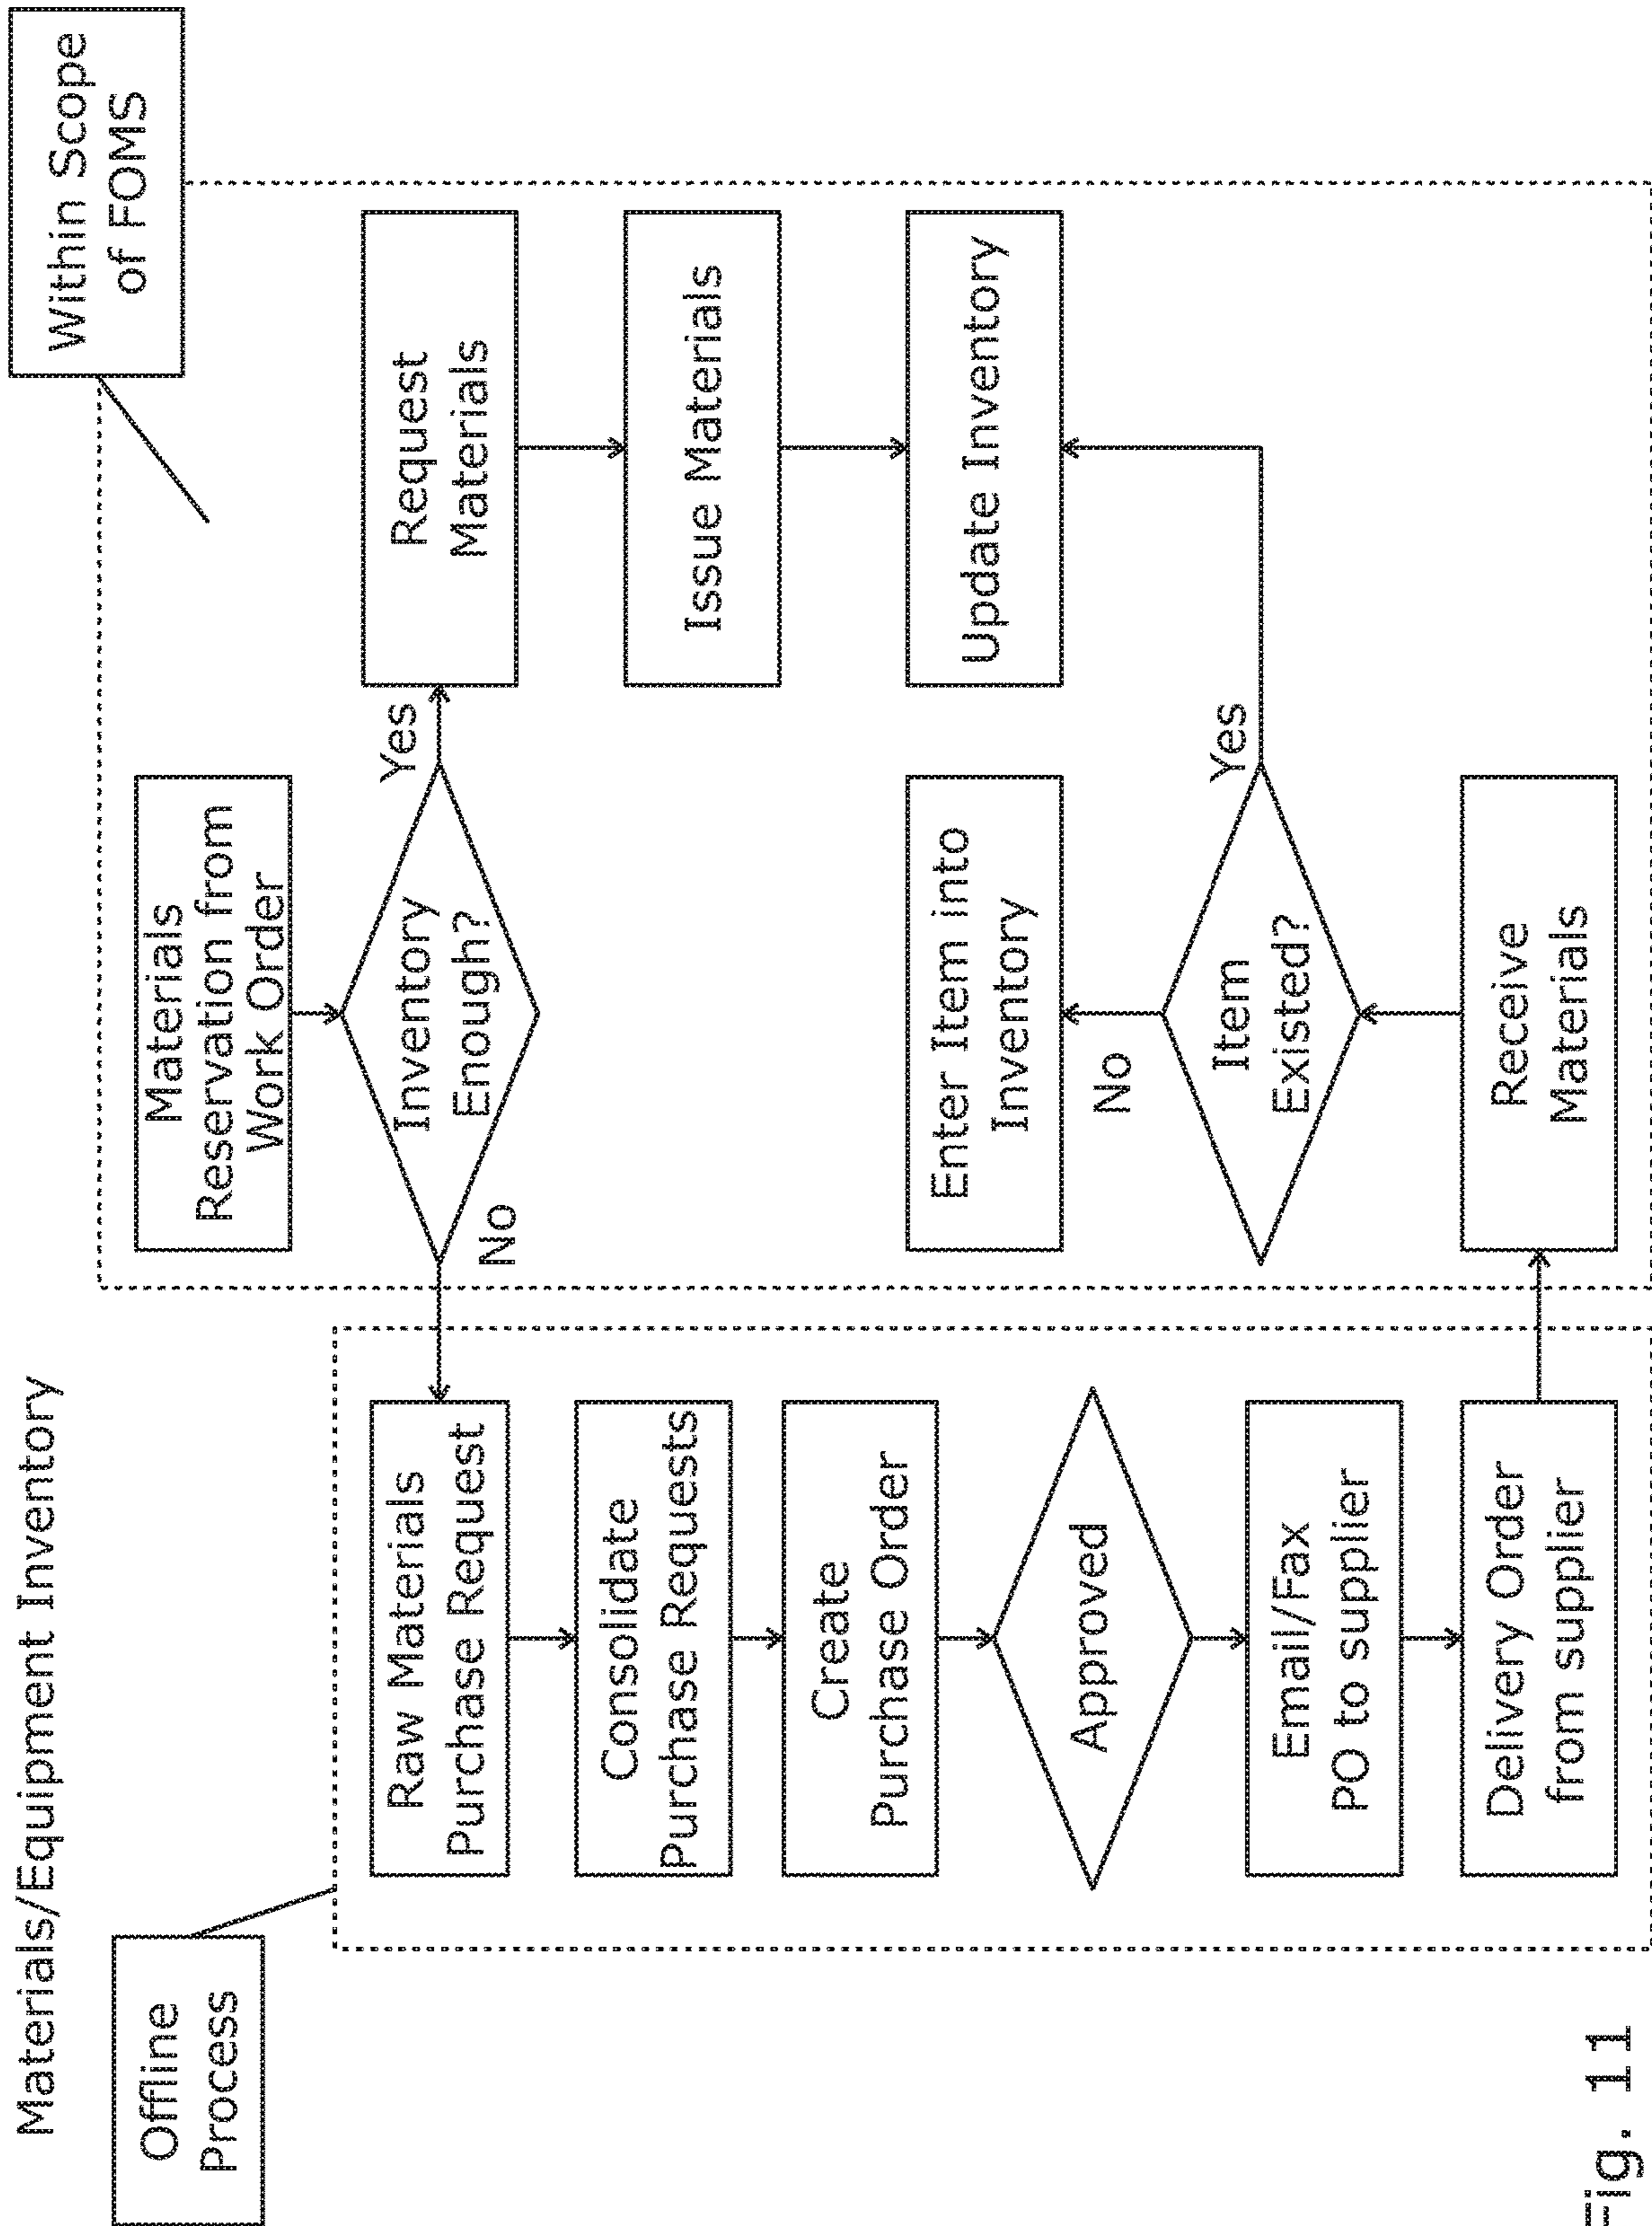 Materials/Equipment Inventory
Within Scope
of FOMS
Offline
Process
Materials
Reservation from
Work Order
Inventory
Enough?
Yes
No
Request
Materials
Issue Materials
Update Inventory
Raw Materials
Purchase Request
Consolidate
Purchase Requests
Create
Purchase Order
Approved
Email/Fax
PO to supplier
Delivery Order
from supplier
Receive
Materials
Item
Existed?
Yes
No
Enter Item into
Inventory
Fig. 11